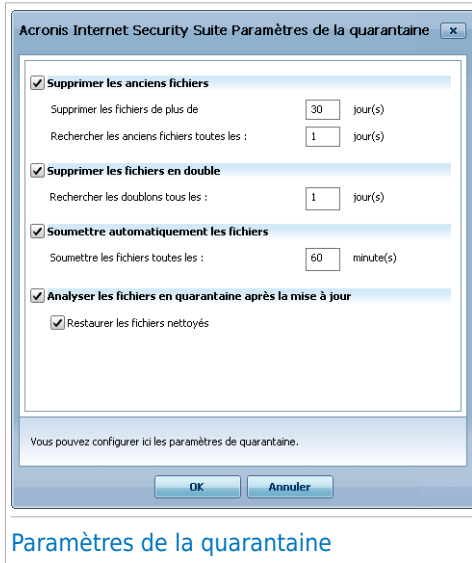 Acronis Internet Security Suite Paramètres de la quarantaine
Supprimer les anciens fichiers
Supprimer les fichiers de plus de 30 jour(s)
Rechercher les anciens fichiers toutes les : 1 jour(s)
Supprimer les fichiers en double
Rechercher les doublons tous les : 1 jour(s)
Soumettre automatiquement les fichiers
Soumettre les fichiers toutes les : 60 minute(s)
Analyser les fichiers en quarantaine après la mise à jour
Restaurer les fichiers nettoyés
Vous pouvez configurer ici les paramètres de quarantaine.
OK Annuler
Paramètres de la quarantaine